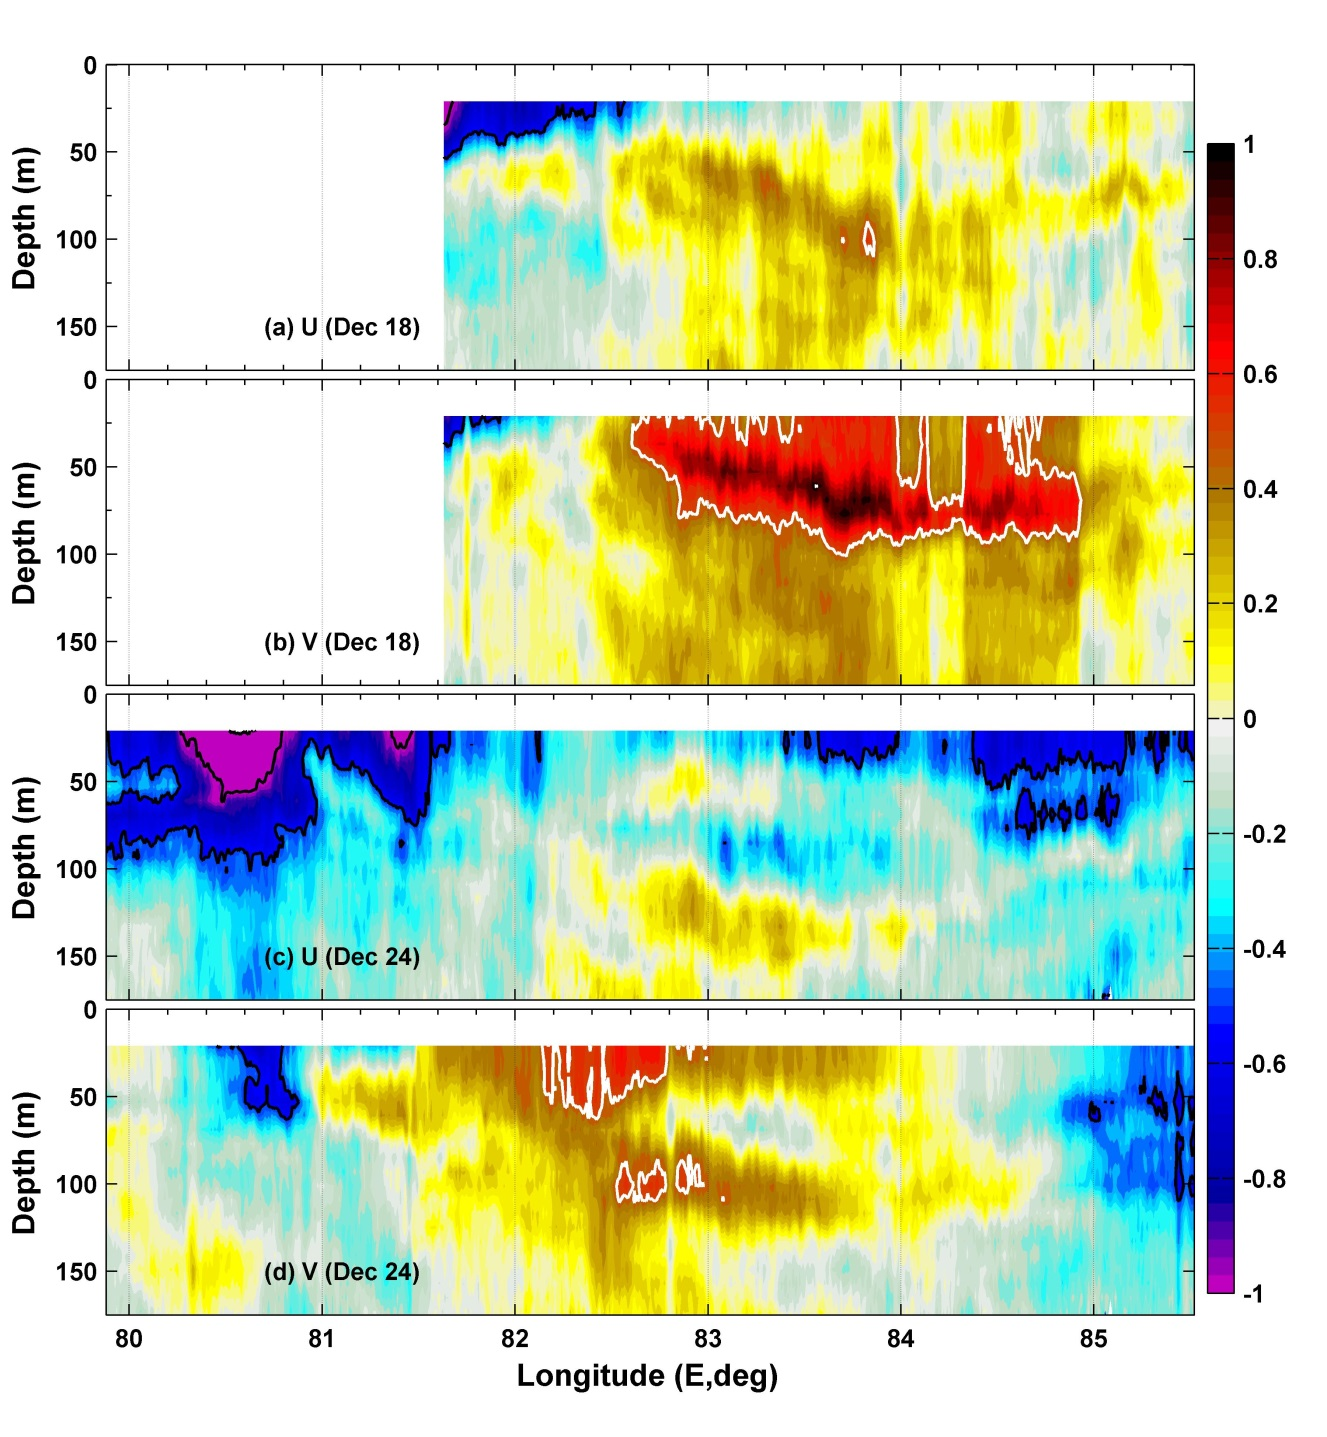 0
50
100
150
Depth (m)
(a) U (Dec 18)
0
50
100
150
Depth (m)
(b) V (Dec 18)
0
50
100
150
Depth (m)
(c) U (Dec 24)
0
50
100
150
Depth (m)
(d) V (Dec 24)
80 81 82 83 84 85
Longitude (E,deg)
1
0.8
0.6
0.4
0.2
0
-0.2
-0.4
-0.6
-0.8
-1